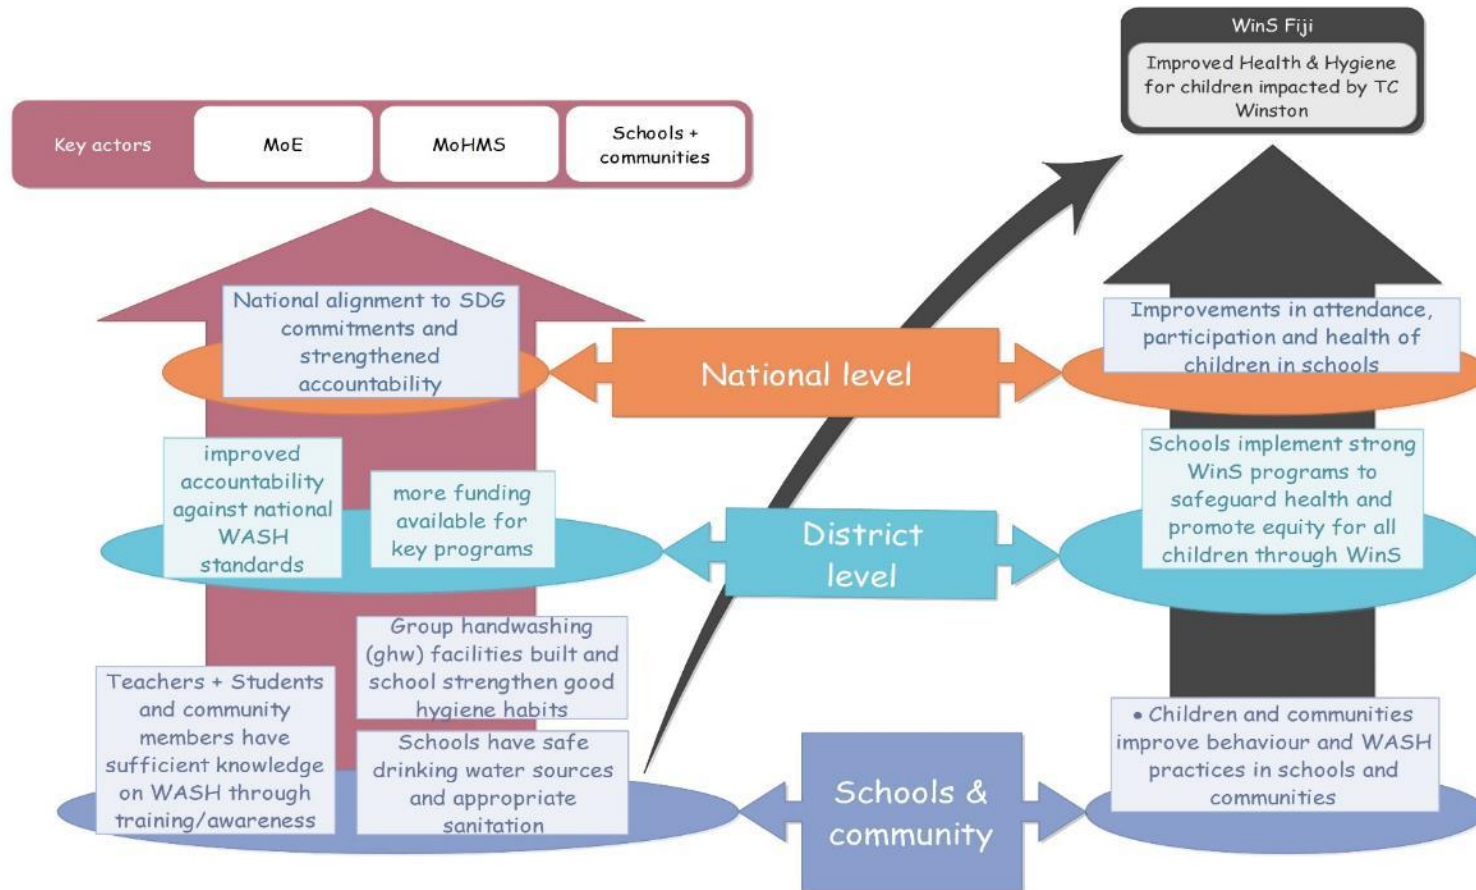 WinS Fiji
Improved Health & Hygiene
for children impacted by TC
Winston
Key actors
MoE
MoHMS
Schools +
communities
National alignment to SDG
commitments and
strengthened
accountability
National level
Improvements in attendance,
participation and health of
children in schools
improved
accountability
against national
WASH
standards
more funding
available for
key programs
District
level
Schools implement strong
WinS programs to
safeguard health and
promote equity for all
children through WinS
Teachers + Students
and community
members have
sufficient knowledge
on WASH through
training/awareness
Group handwashing
(ghw) facilities built and
school strengthen good
hygiene habits
Schools have safe
drinking water sources
and appropriate
sanitation
Schools &
community
• Children and communities
improve behaviour and WASH
practices in schools and
communities